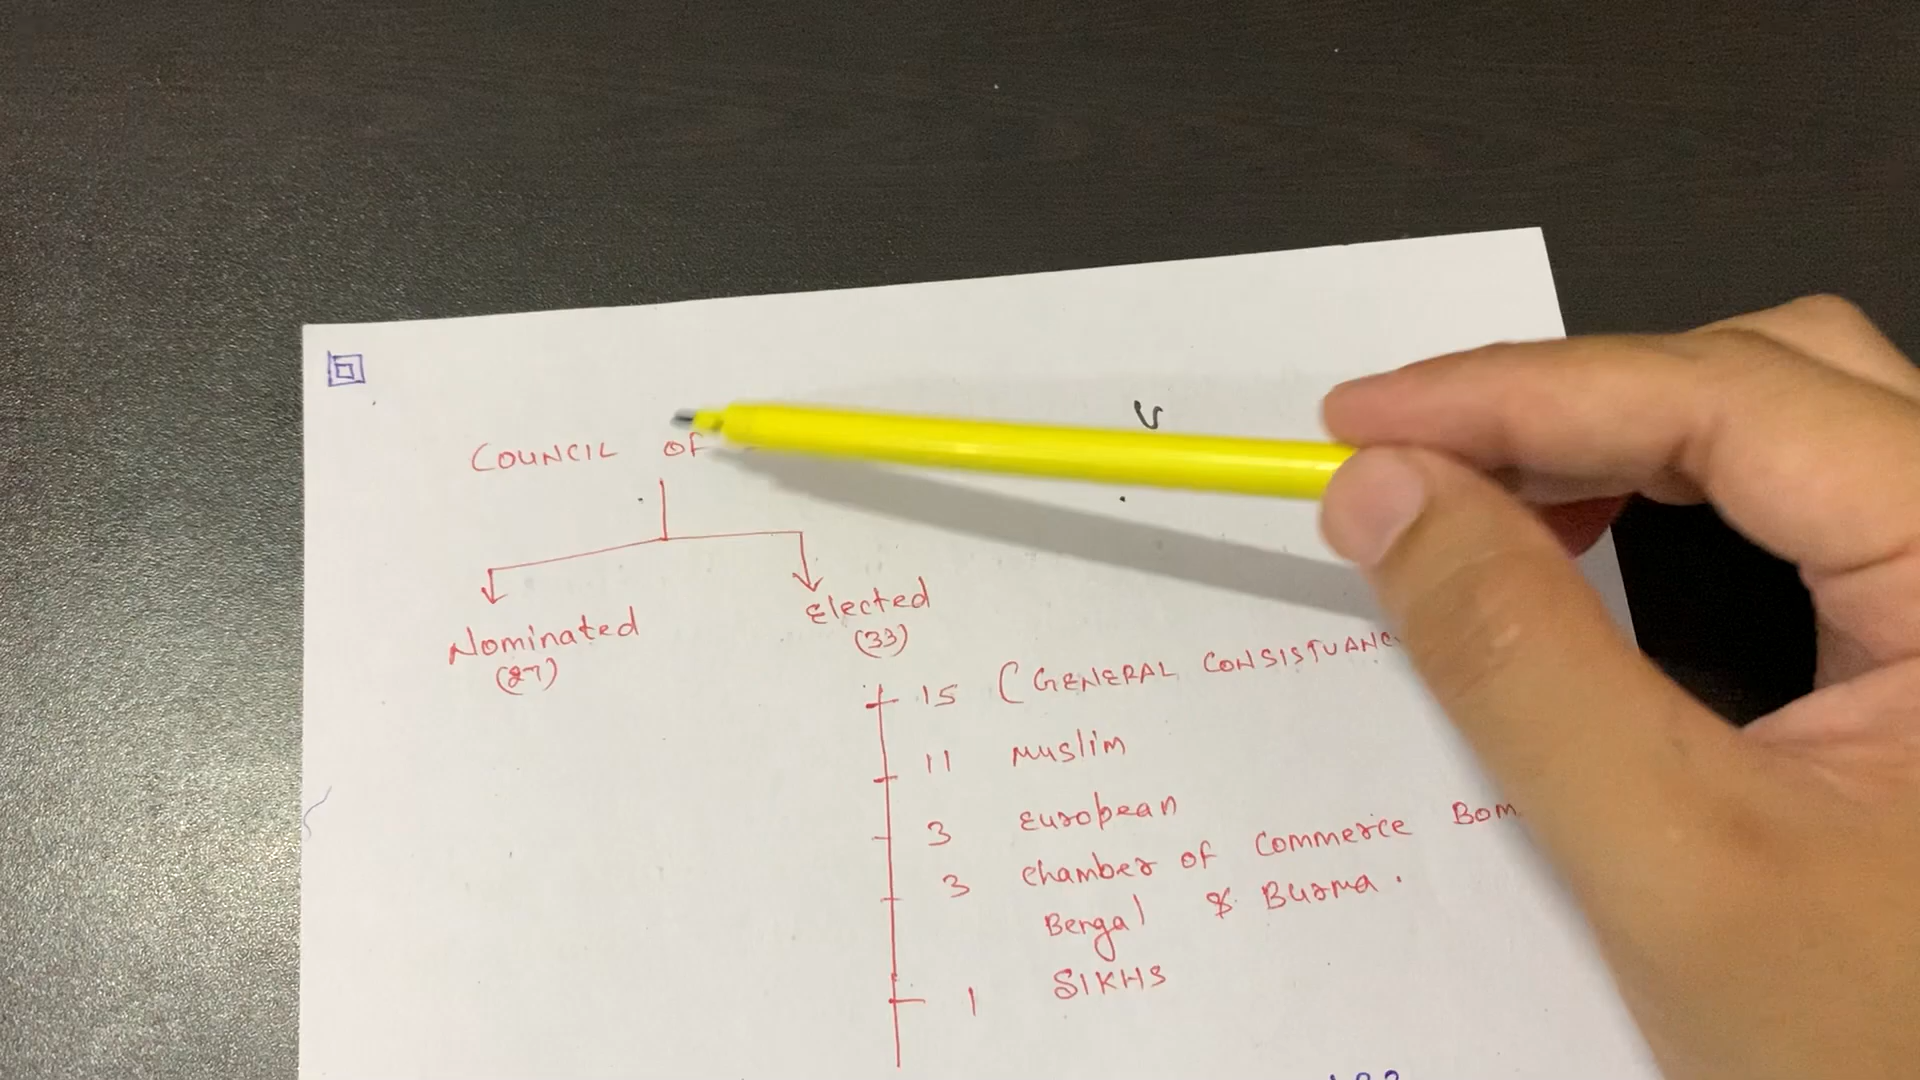 COUNCIL OF
Nominated
(27)
Elected
(33)
15 (GENERAL CONSISTUANC
11 Muslim
3 European
3 Chamber of Commerce Bom
Bengal & Burma.
1 SIKHS